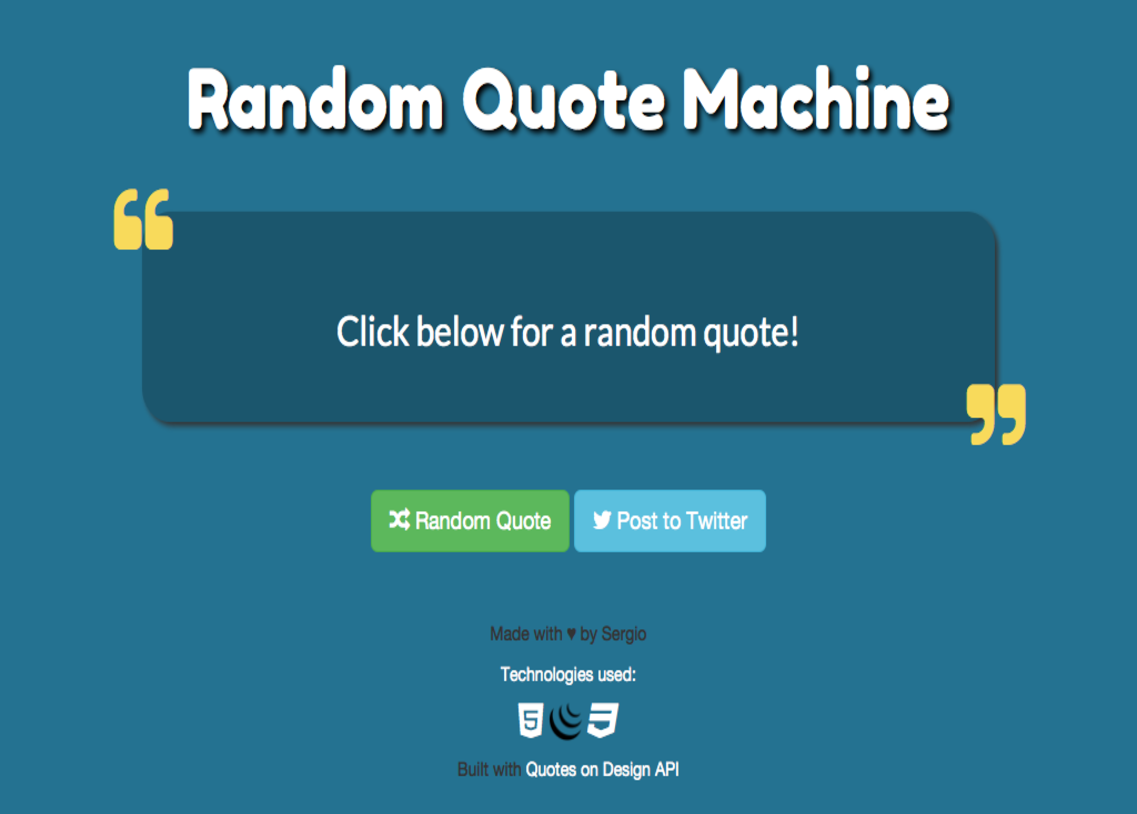 Random Quote Machine
“
Click below for a random quote!
”
Random Quote
Post to Twitter
Made with ♥ by Sergio
Technologies used:
5 3
Built with Quotes on Design API